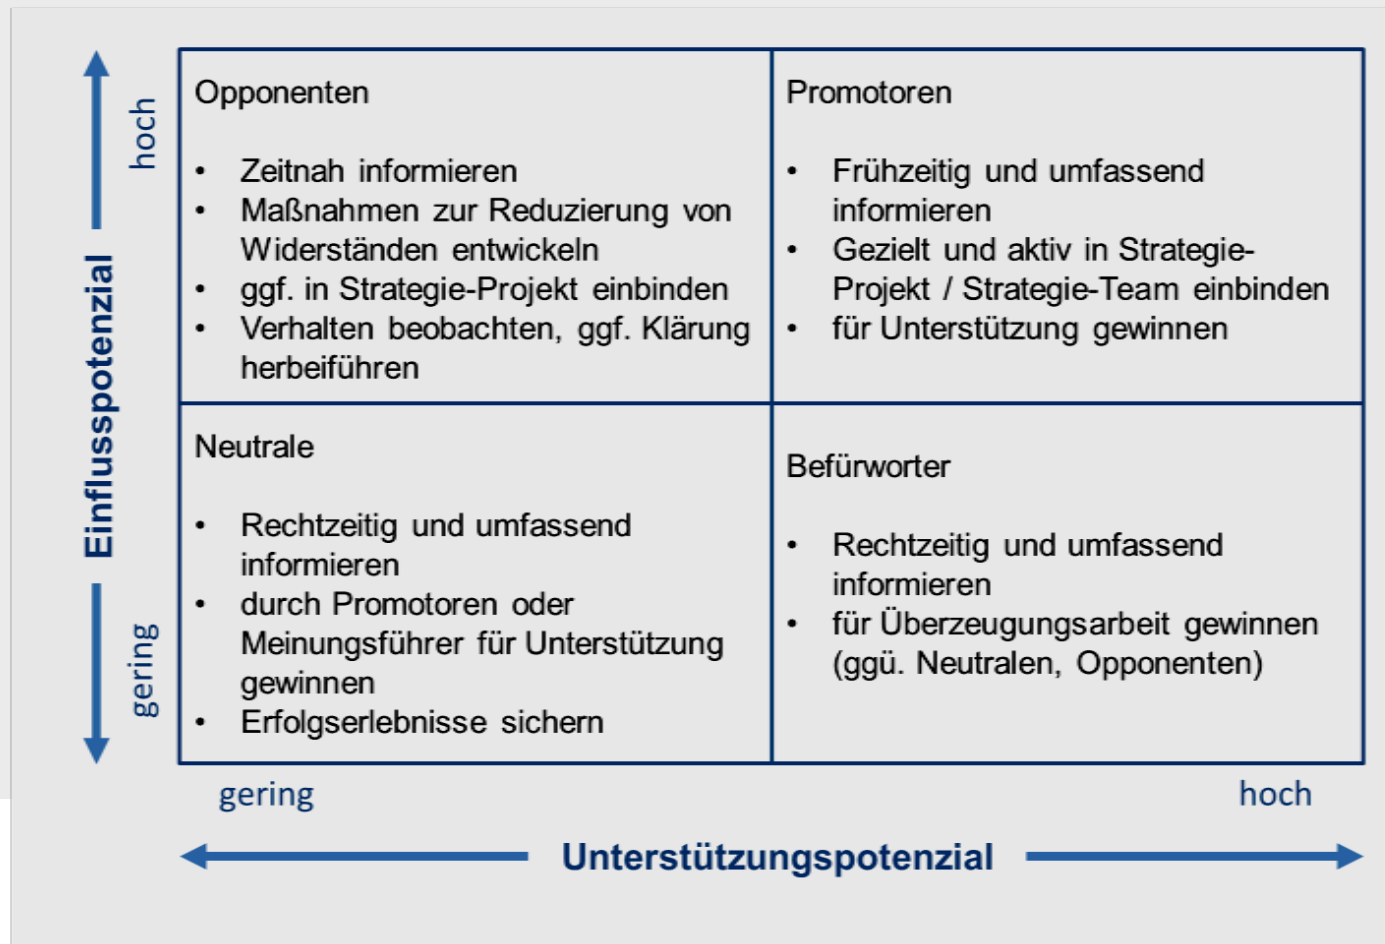 Opponenten
• Zeitnah informieren
• Maßnahmen zur Reduzierung von
Widerständen entwickeln
• ggf. in Strategie-Projekt einbinden
• Verhalten beobachten, ggf. Klärung
herbeiführen
Promotoren
• Frühzeitig und umfassend
informieren
• Gezielt und aktiv in Strategie-
Projekt / Strategie-Team einbinden
• für Unterstützung gewinnen
Neutrale
• Rechtzeitig und umfassend
informieren
• durch Promotoren oder
Meinungsführer für Unterstützung
gewinnen
• Erfolgserlebnisse sichern
Befürworter
• Rechtzeitig und umfassend
informieren
• für Überzeugungsarbeit gewinnen
(ggü. Neutralen, Opponenten)
hoch
Einflusspotenzial
gering
gering
hoch
Unterstützungspotenzial